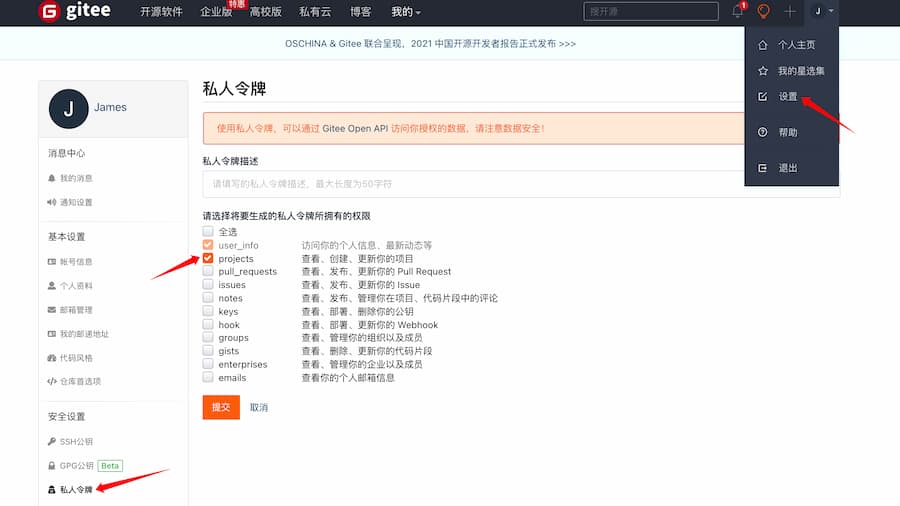 gitee
开源软件 企业版 特惠 高校版 私有云 博客 我的
搜开源
1
J
OSCHINA & Gitee 联合呈现，2021 中国开源开发者报告正式发布 >>>
个人主页
我的星选集
设置
帮助
退出
J James
消息中心
我的消息
通知设置
基本设置
帐号信息
个人资料
邮箱管理
我的邮递地址
代码风格
仓库首选项
安全设置
SSH公钥
GPG公钥 Beta
私人令牌
私人令牌
使用私人令牌，可以通过 Gitee Open API 访问你授权的数据，请注意数据安全！
私人令牌描述
请填写的私人令牌描述，最大长度为50字符
请选择将要生成的私人令牌所拥有的权限
全选
user_info 访问你的个人信息、最新动态等
projects 查看、创建、更新你的项目
pull_requests 查看、发布、更新你的 Pull Request
issues 查看、发布、更新你的 Issue
notes 查看、发布、管理你在项目、代码片段中的评论
keys 查看、部署、删除你的公钥
hook 查看、部署、更新你的 Webhook
groups 查看、管理你的组织以及成员
gists 查看、删除、更新你的代码片段
enterprises 查看、管理你的企业以及成员
emails 查看你的个人邮箱信息
提交 取消